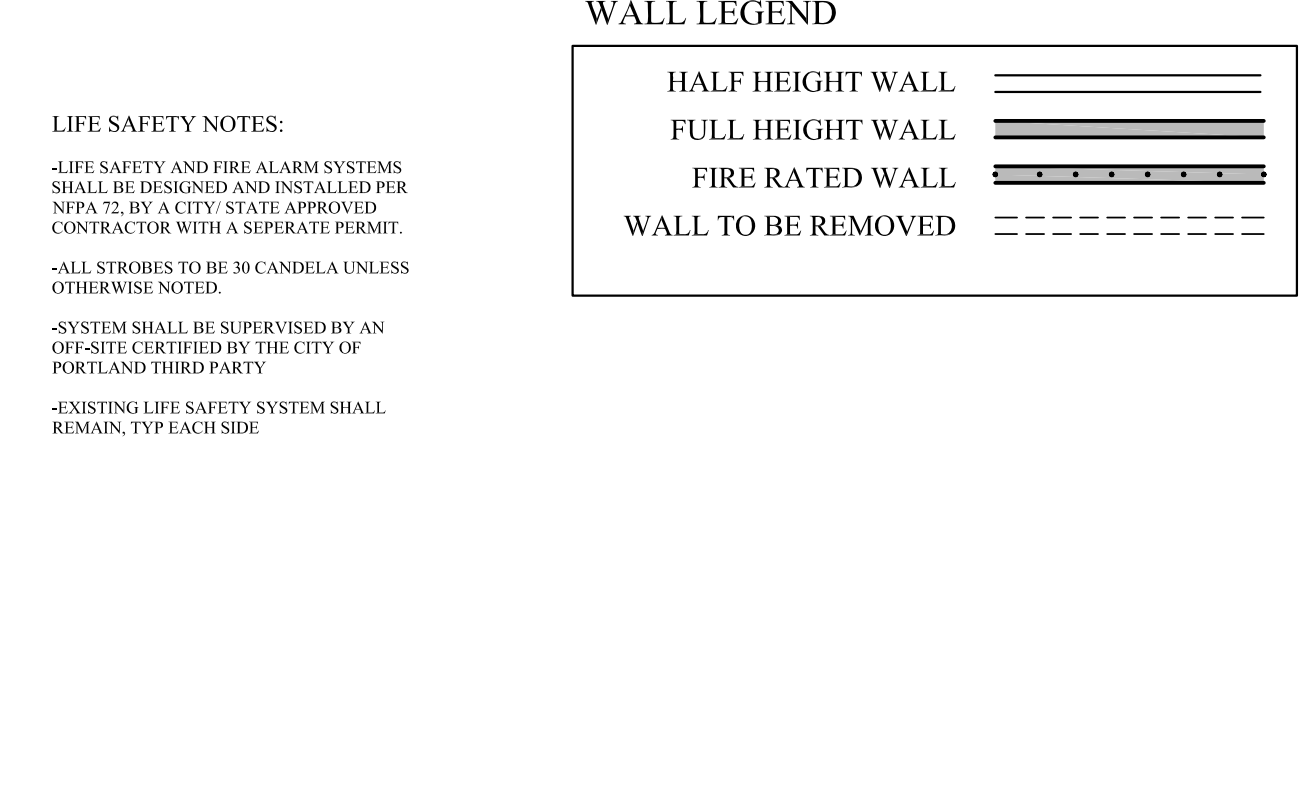 WALL LEGEND
HALF HEIGHT WALL
FULL HEIGHT WALL
FIRE RATED WALL
WALL TO BE REMOVED
LIFE SAFETY NOTES:
-LIFE SAFETY AND FIRE ALARM SYSTEMS
SHALL BE DESIGNED AND INSTALLED PER
NFPA 72, BY A CITY/ STATE APPROVED
CONTRACTOR WITH A SEPERATE PERMIT.
-ALL STROBES TO BE 30 CANDELA UNLESS
OTHERWISE NOTED.
-SYSTEM SHALL BE SUPERVISED BY AN
OFF-SITE CERTIFIED BY THE CITY OF
PORTLAND THIRD PARTY
-EXISTING LIFE SAFETY SYSTEM SHALL
REMAIN, TYP EACH SIDE